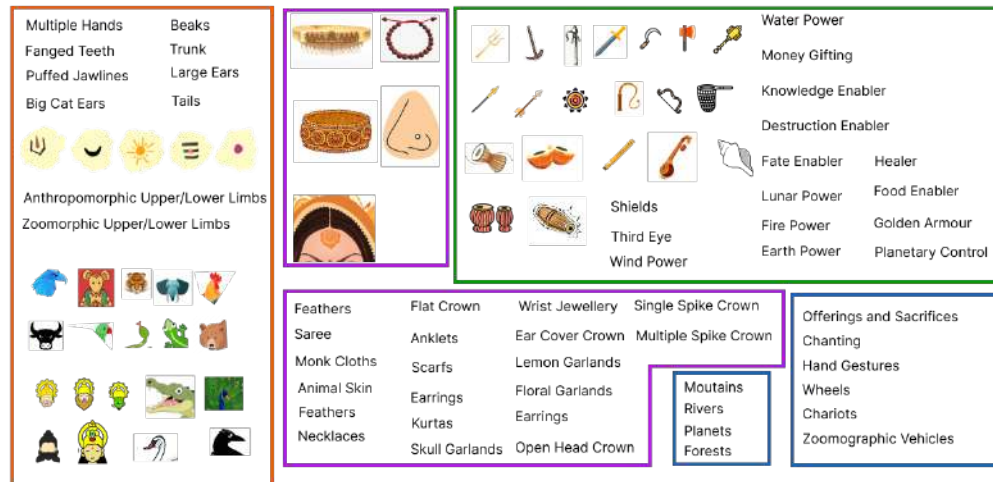 Multiple Hands
Beaks
Fanged Teeth
Trunk
Puffed Jawlines
Large Ears
Big Cat Ears
Tails
Anthropomorphic Upper/Lower Limbs
Zoomorphic Upper/Lower Limbs
Water Power
Money Gifting
Knowledge Enabler
Destruction Enabler
Fate Enabler
Healer
Lunar Power
Food Enabler
Fire Power
Golden Armour
Earth Power
Planetary Control
Shields
Third Eye
Wind Power
Feathers
Flat Crown
Wrist Jewellery
Single Spike Crown
Saree
Anklets
Ear Cover Crown
Multiple Spike Crown
Monk Cloths
Scarfs
Lemon Garlands
Animal Skin
Earrings
Floral Garlands
Feathers
Kurtas
Earrings
Necklaces
Skull Garlands
Open Head Crown
Moutains
Rivers
Planets
Forests
Offerings and Sacrifices
Chanting
Hand Gestures
Wheels
Chariots
Zoomographic Vehicles